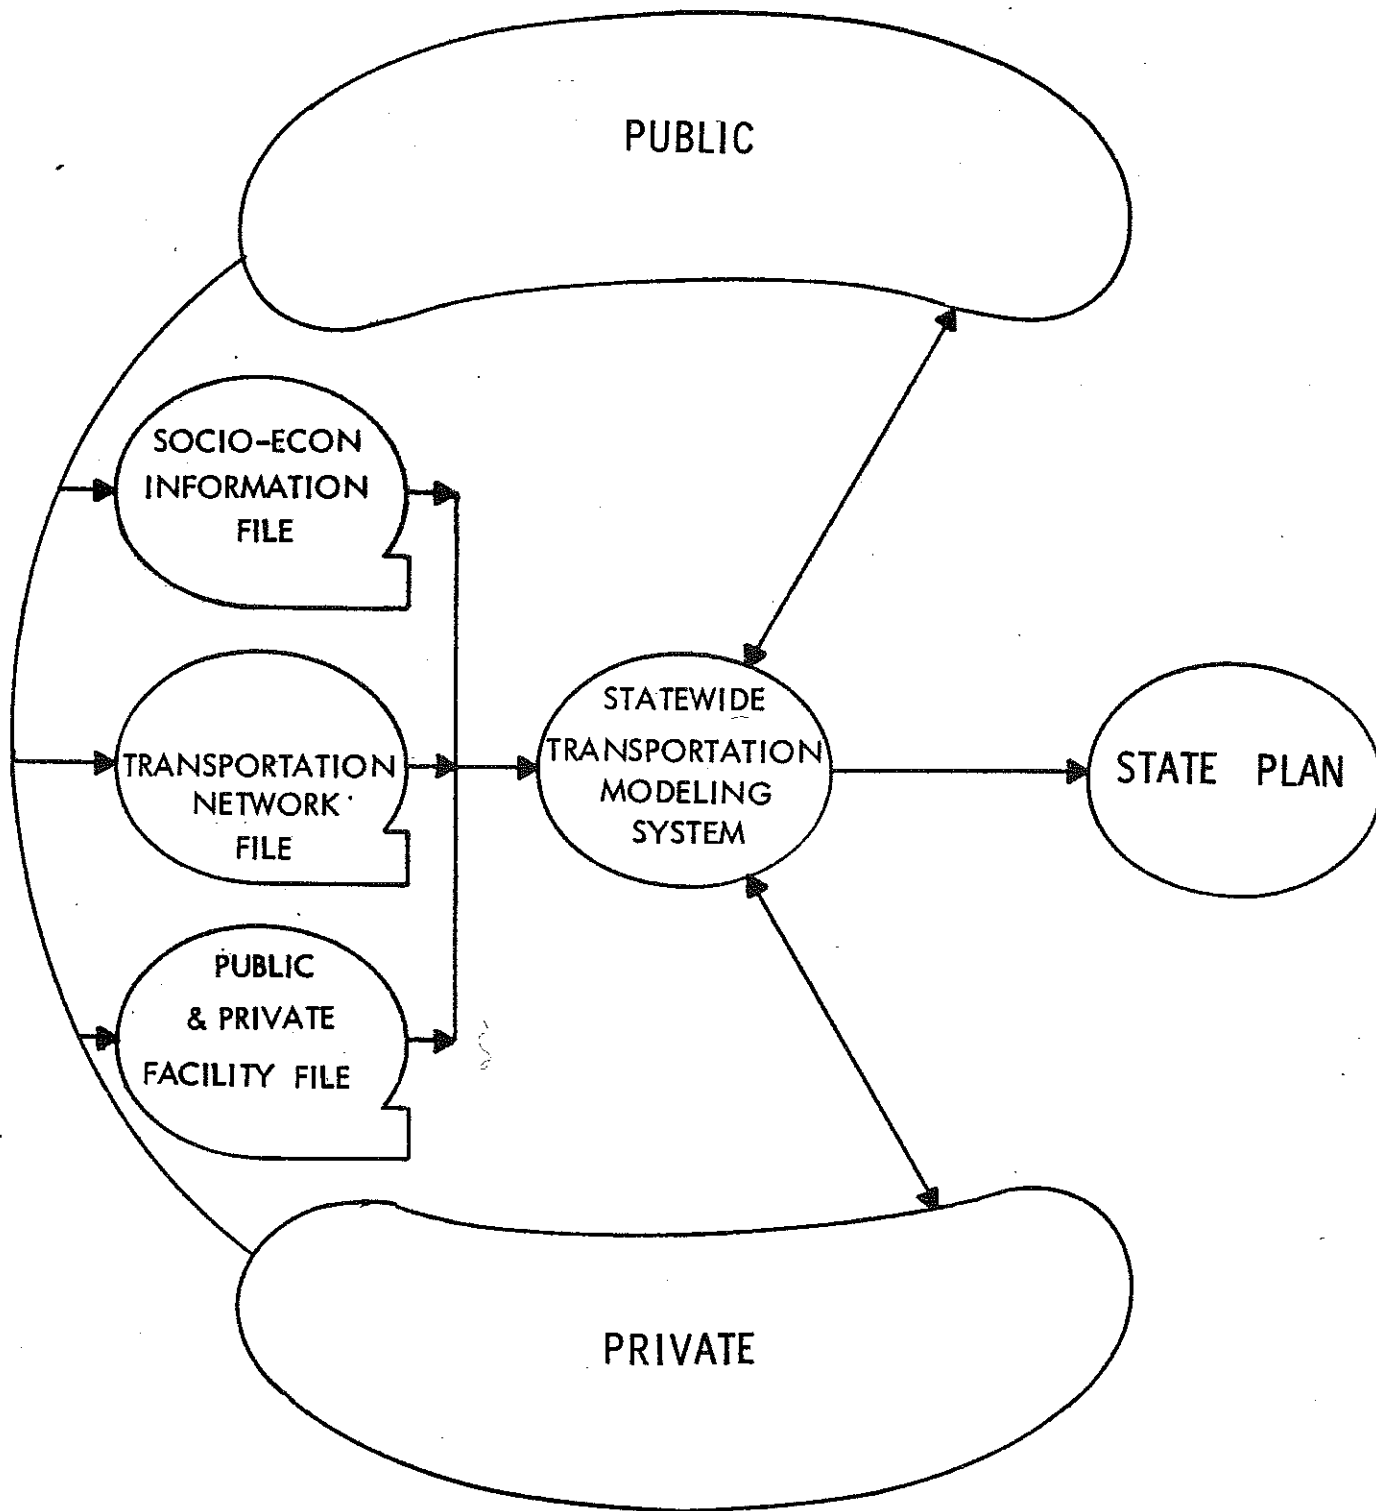 PUBLIC
SOCIO-ECON
INFORMATION
FILE
TRANSPORTATION
NETWORK
FILE
PUBLIC
& PRIVATE
FACILITY FILE
STATEWIDE
TRANSPORTATION
MODELING
SYSTEM
STATE PLAN
PRIVATE